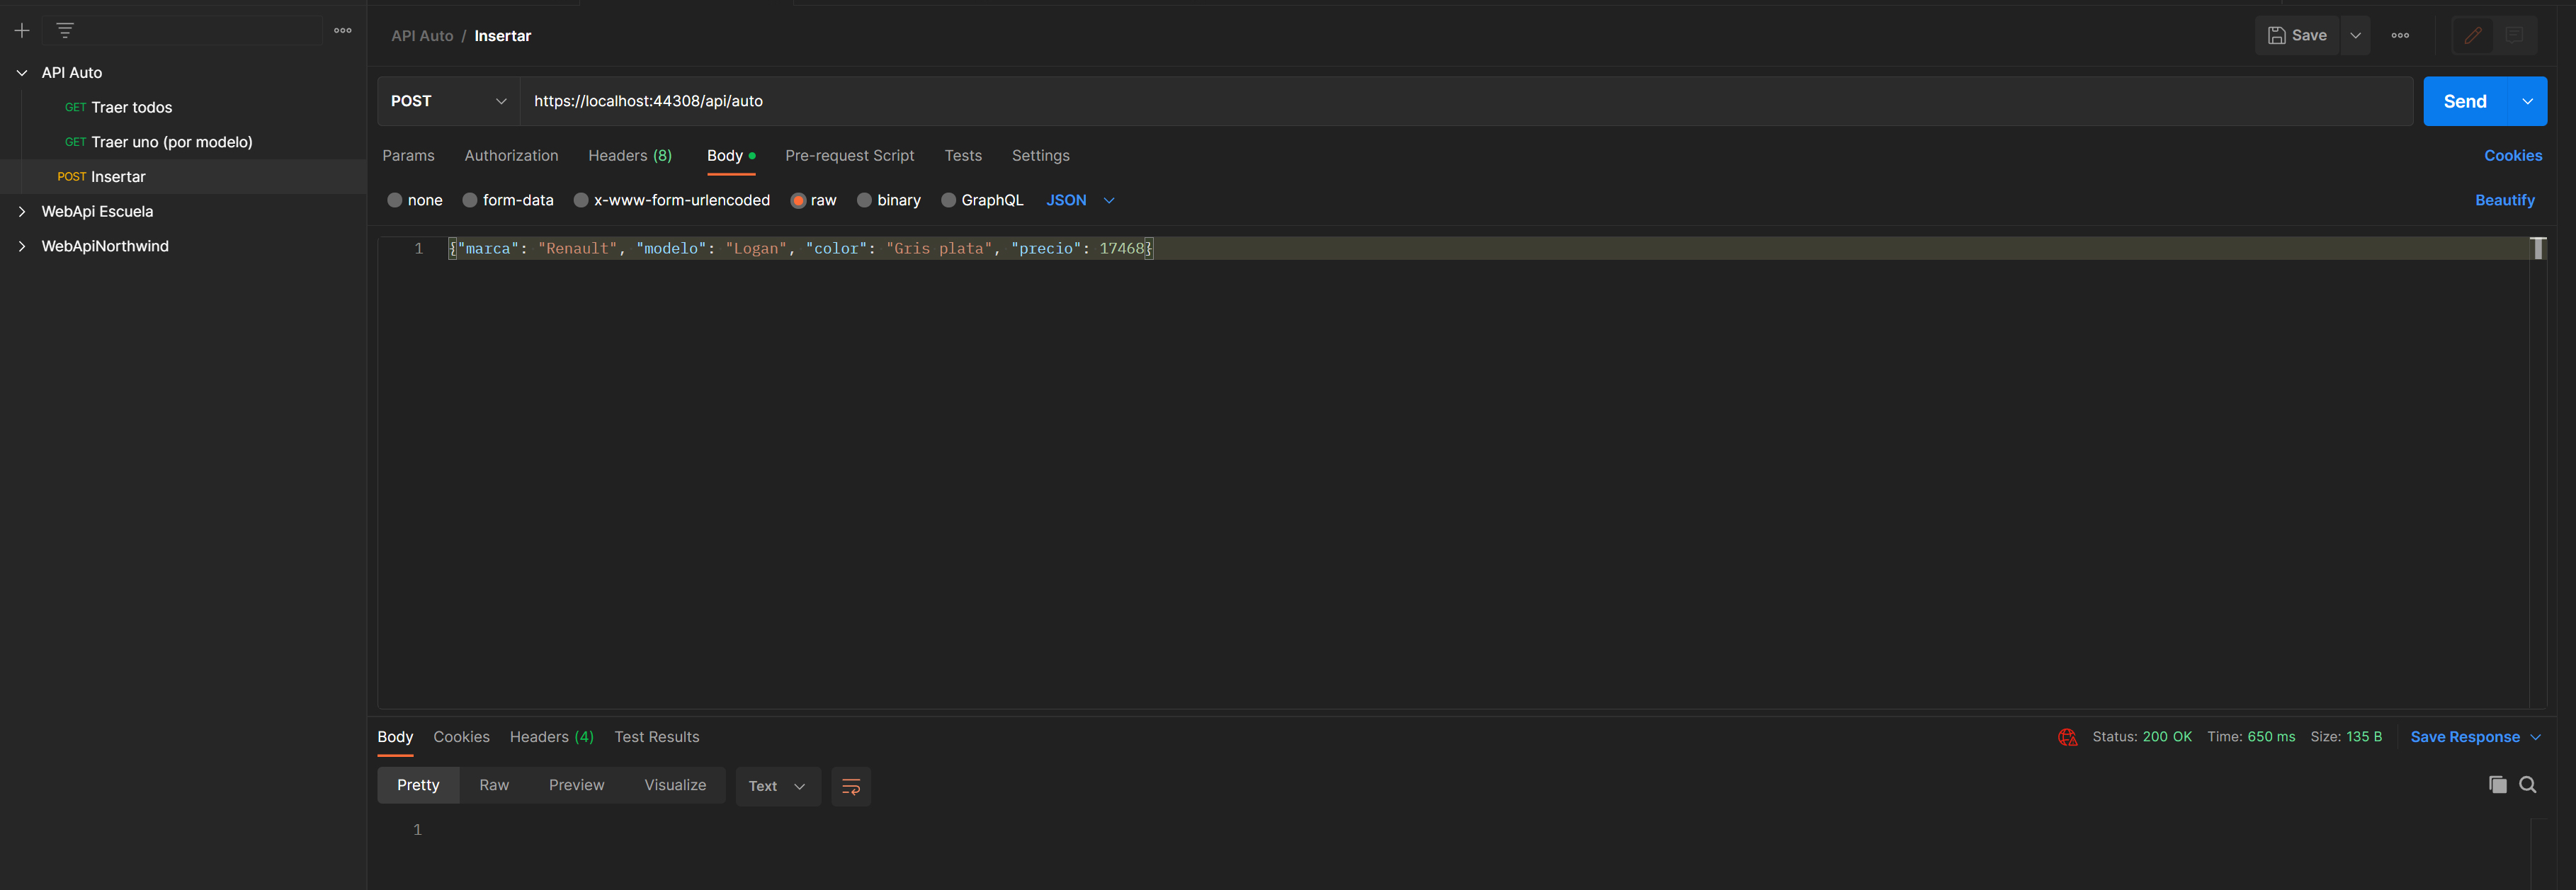 API Auto
GET Traer todos
GET Traer uno (por modelo)
POST Insertar
WebApi Escuela
WebApiNorthwind
API Auto / Insertar
Save
POST https://localhost:44308/api/auto Send
Params Authorization Headers (8) Body Pre-request Script Tests Settings Cookies
none form-data x-www-form-urlencoded raw binary GraphQL JSON Beautify
1 {"marca": "Renault", "modelo": "Logan", "color": "Gris plata", "precio": 17468}
Body Cookies Headers (4) Test Results Status: 200 OK Time: 650 ms Size: 135 B Save Response
Pretty Raw Preview Visualize Text
1